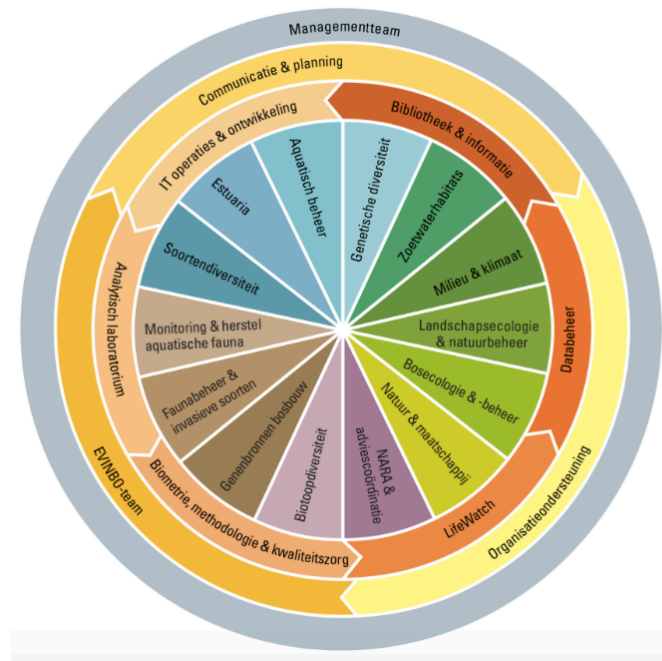 Managementteam
Communicatie & planning
IT operaties & ontwikkeling
Bibliotheek & informatie
Aquatisch beheer
Genetische diversiteit
Estuaria
Zoetwaterhabitats
Soortendiversiteit
Milieu & klimaat
Analytisch laboratorium
Databeheer
Monitoring & herstel
aquatische fauna
Landschapsecologie
& natuurbeheer
Faunabeheer &
invasieve soorten
Bosecologie & -beheer
Genenbronnen bosbouw
Natuur & maatschappij
Biotoopdiversiteit
NARA &
adviescoördinatie
EVINBO-team
Biometrie, methodologie & kwaliteitszorg
LifeWatch
Organisatieondersteuning